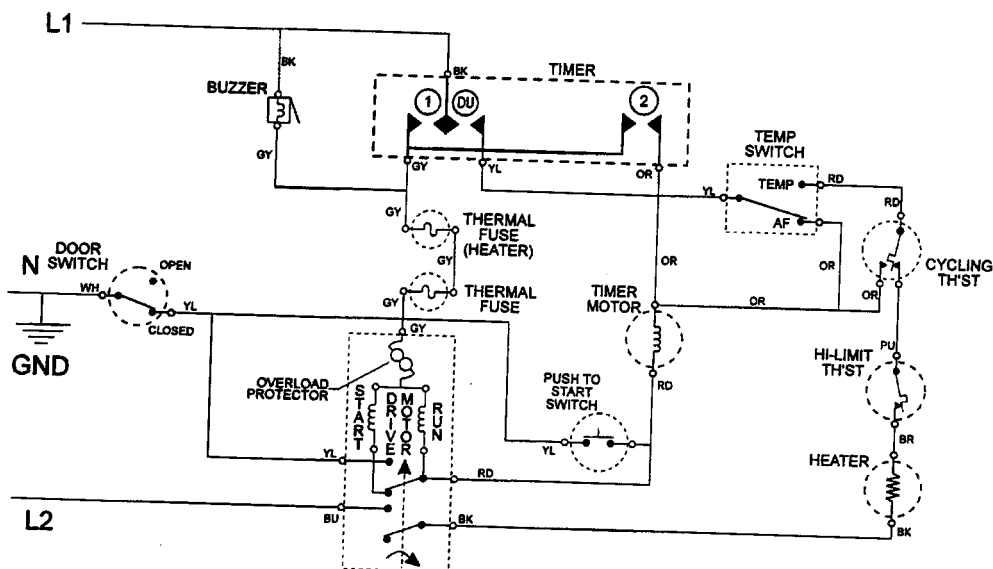 L1
BK
BUZZER
GY
BK
TIMER
1
DU
2
GY
YL
OR
TEMP
SWITCH
TEMP
RD
YL
AF
RD
GY
THERMAL
FUSE
(HEATER)
GY
OR
OR
CYCLING
TH'ST
OR
N
DOOR
SWITCH
OPEN
WH
YL
CLOSED
GND
GY
THERMAL
FUSE
GY
TIMER
MOTOR
OR
RD
PU
HI-LIMIT
TH'ST
BR
OVERLOAD
PROTECTOR
START
DRIVE
MOTOR
RUN
PUSH TO
START
SWITCH
YL
YL
RD
HEATER
BK
L2
BU
BK